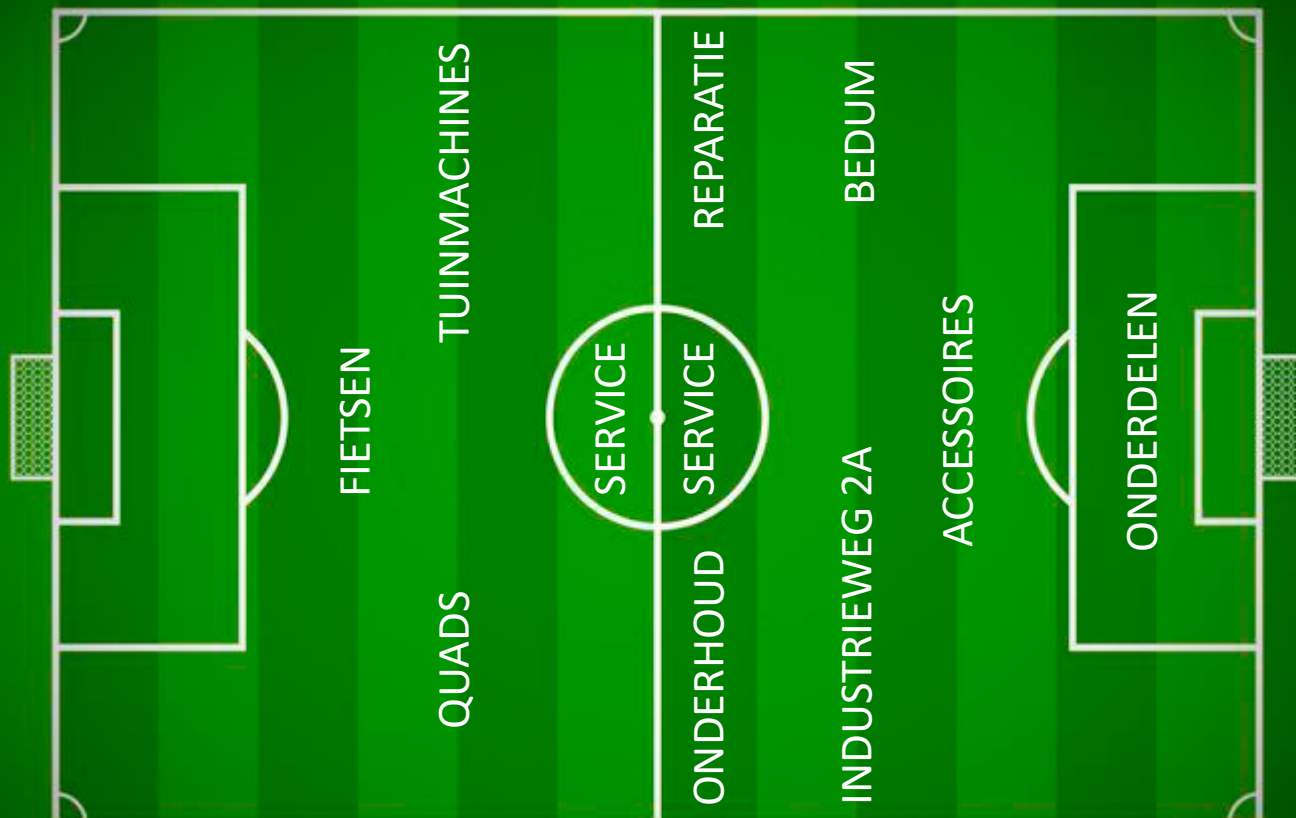 FIETSEN
QUADS TUINMACHINES
SERVICE
ONDERHOUD SERVICE REPARATIE
INDUSTRIEWEG 2A BEDUM
ACCESSOIRES
ONDERDELEN